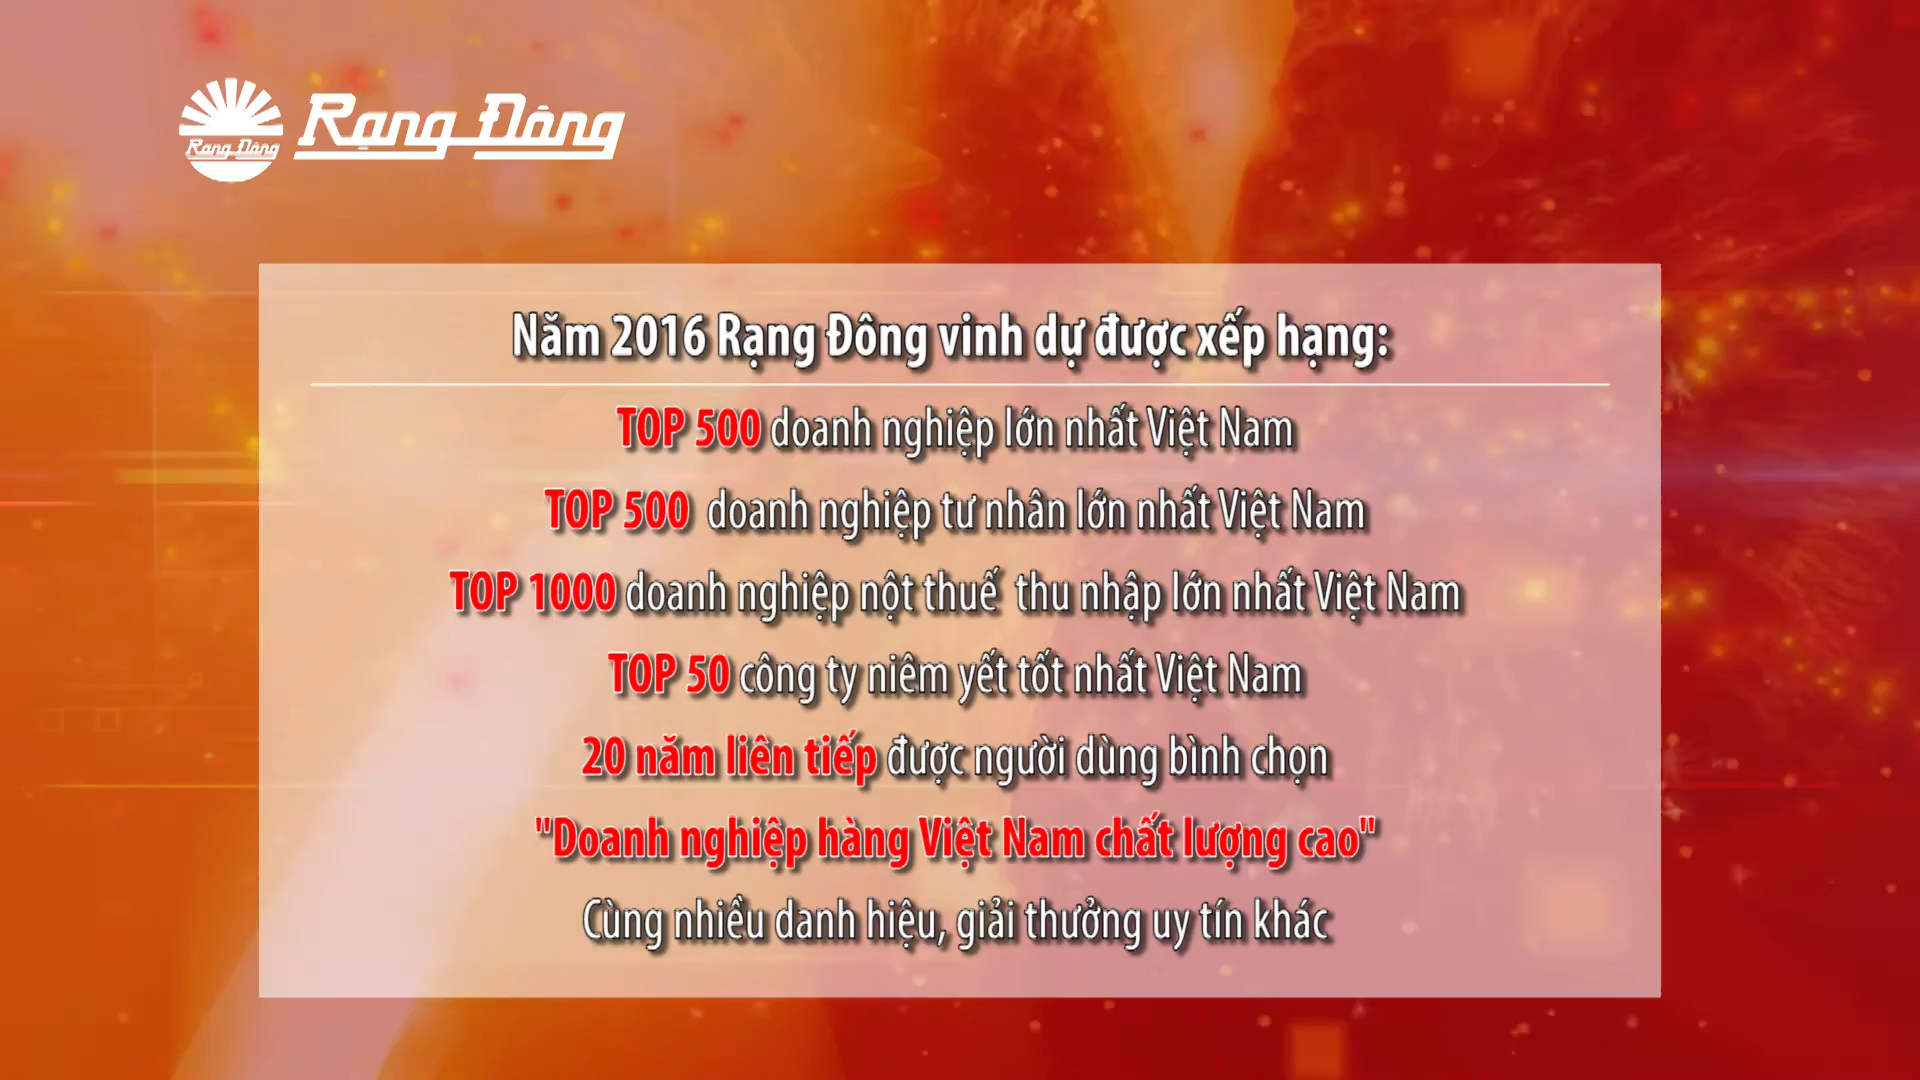 Rạng Đông
Rạng Đông
Năm 2016 Rạng Đông vinh dự được xếp hạng:
TOP 500 doanh nghiệp lớn nhất Việt Nam
TOP 500 doanh nghiệp tư nhân lớn nhất Việt Nam
TOP 1000 doanh nghiệp nột thuế thu nhập lớn nhất Việt Nam
TOP 50 công ty niêm yết tốt nhất Việt Nam
20 năm liên tiếp được người dùng bình chọn
"Doanh nghiệp hàng Việt Nam chất lượng cao"
Cùng nhiều danh hiệu, giải thưởng uy tín khác